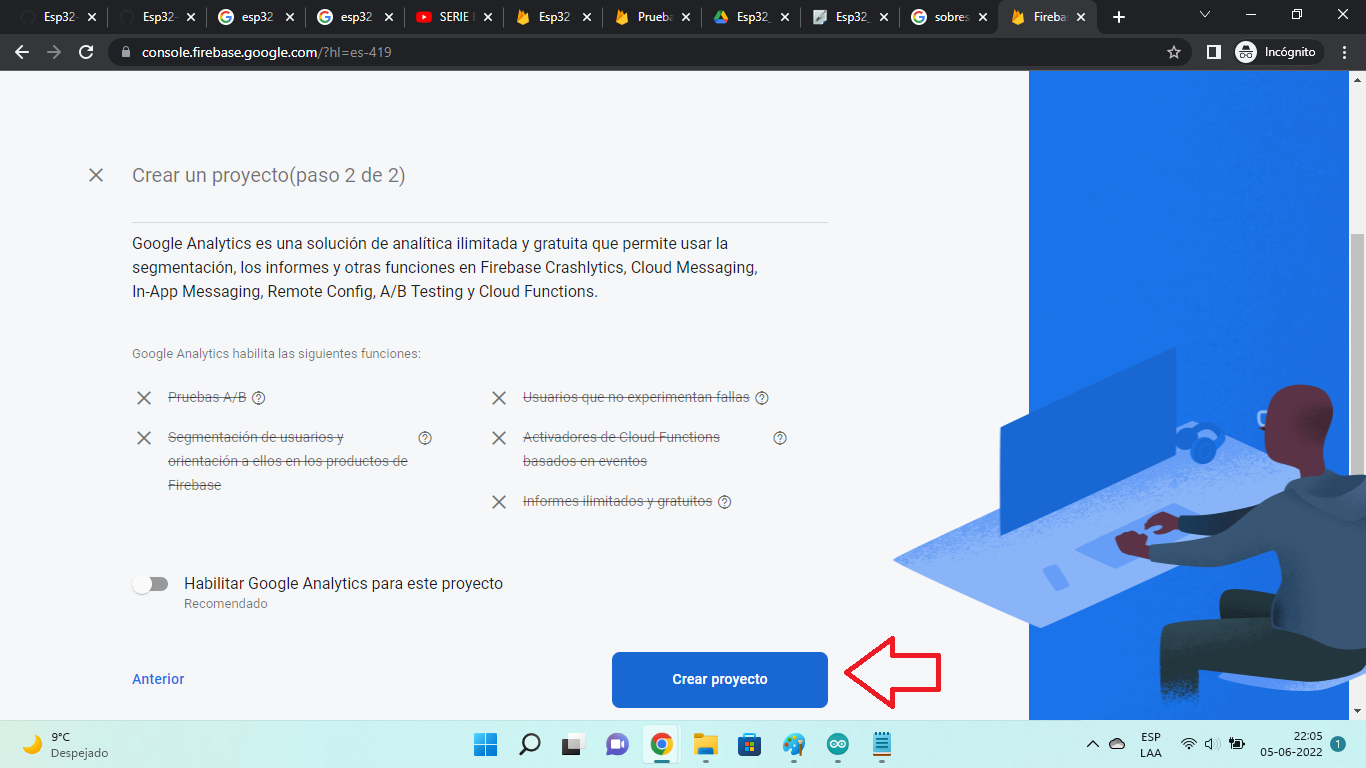 Esp32-
Esp32-
esp32
esp32
SERIE
Esp32
Prueba
Esp32_
Esp32_
sobres
Fireba
console.firebase.google.com/?hl=es-419
Incógnito
Crear un proyecto(paso 2 de 2)
Google Analytics es una solución de analítica ilimitada y gratuita que permite usar la
segmentación, los informes y otras funciones en Firebase Crashlytics, Cloud Messaging,
In-App Messaging, Remote Config, A/B Testing y Cloud Functions.
Google Analytics habilita las siguientes funciones:
Pruebas A/B
Segmentación de usuarios y
orientación a ellos en los productos de
Firebase
Usuarios que no experimentan fallas
Activadores de Cloud Functions
basados en eventos
Informes ilimitados y gratuitos
Habilitar Google Analytics para este proyecto
Recomendado
Anterior
Crear proyecto
9°C
Despejado
ESP
LAA
22:05
05-06-2022
1